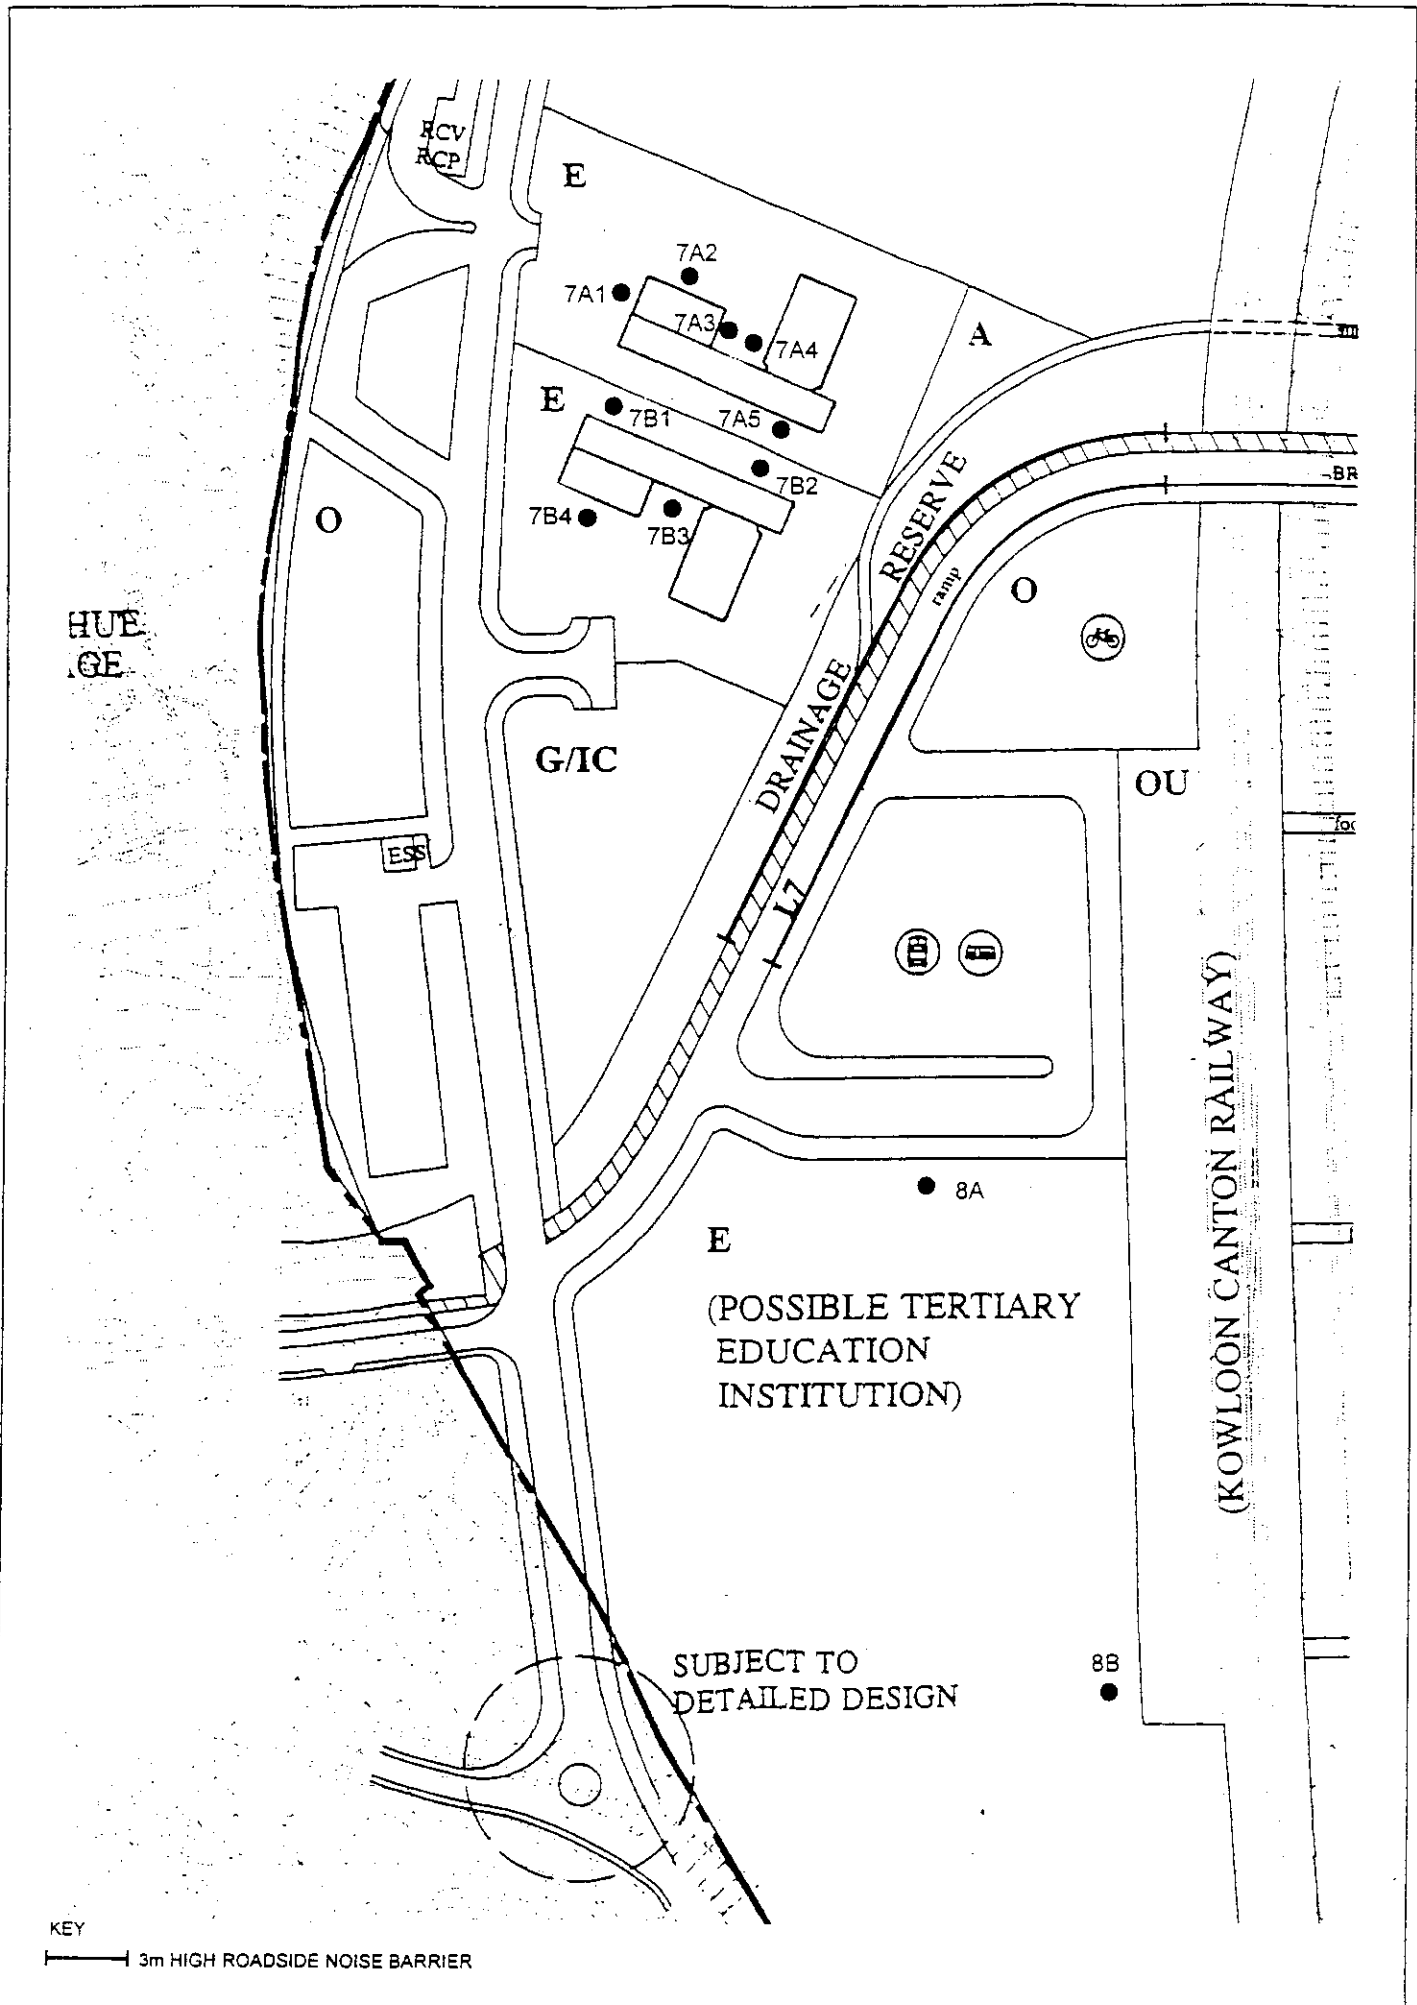 RCV
RCP
E
7A2
7A1
7A3
7A4
A
E
7B1
7A5
7B2
7B4
7B3
O
RESERVE
BR
ramp
O
HUE
GE
DRAINAGE
G/IC
OU
ESS
L7
foo
(KOWLOON CANTON RAILWAY)
8A
E
(POSSIBLE TERTIARY
EDUCATION
INSTITUTION)
SUBJECT TO
DETAILED DESIGN
8B
KEY
3m HIGH ROADSIDE NOISE BARRIER